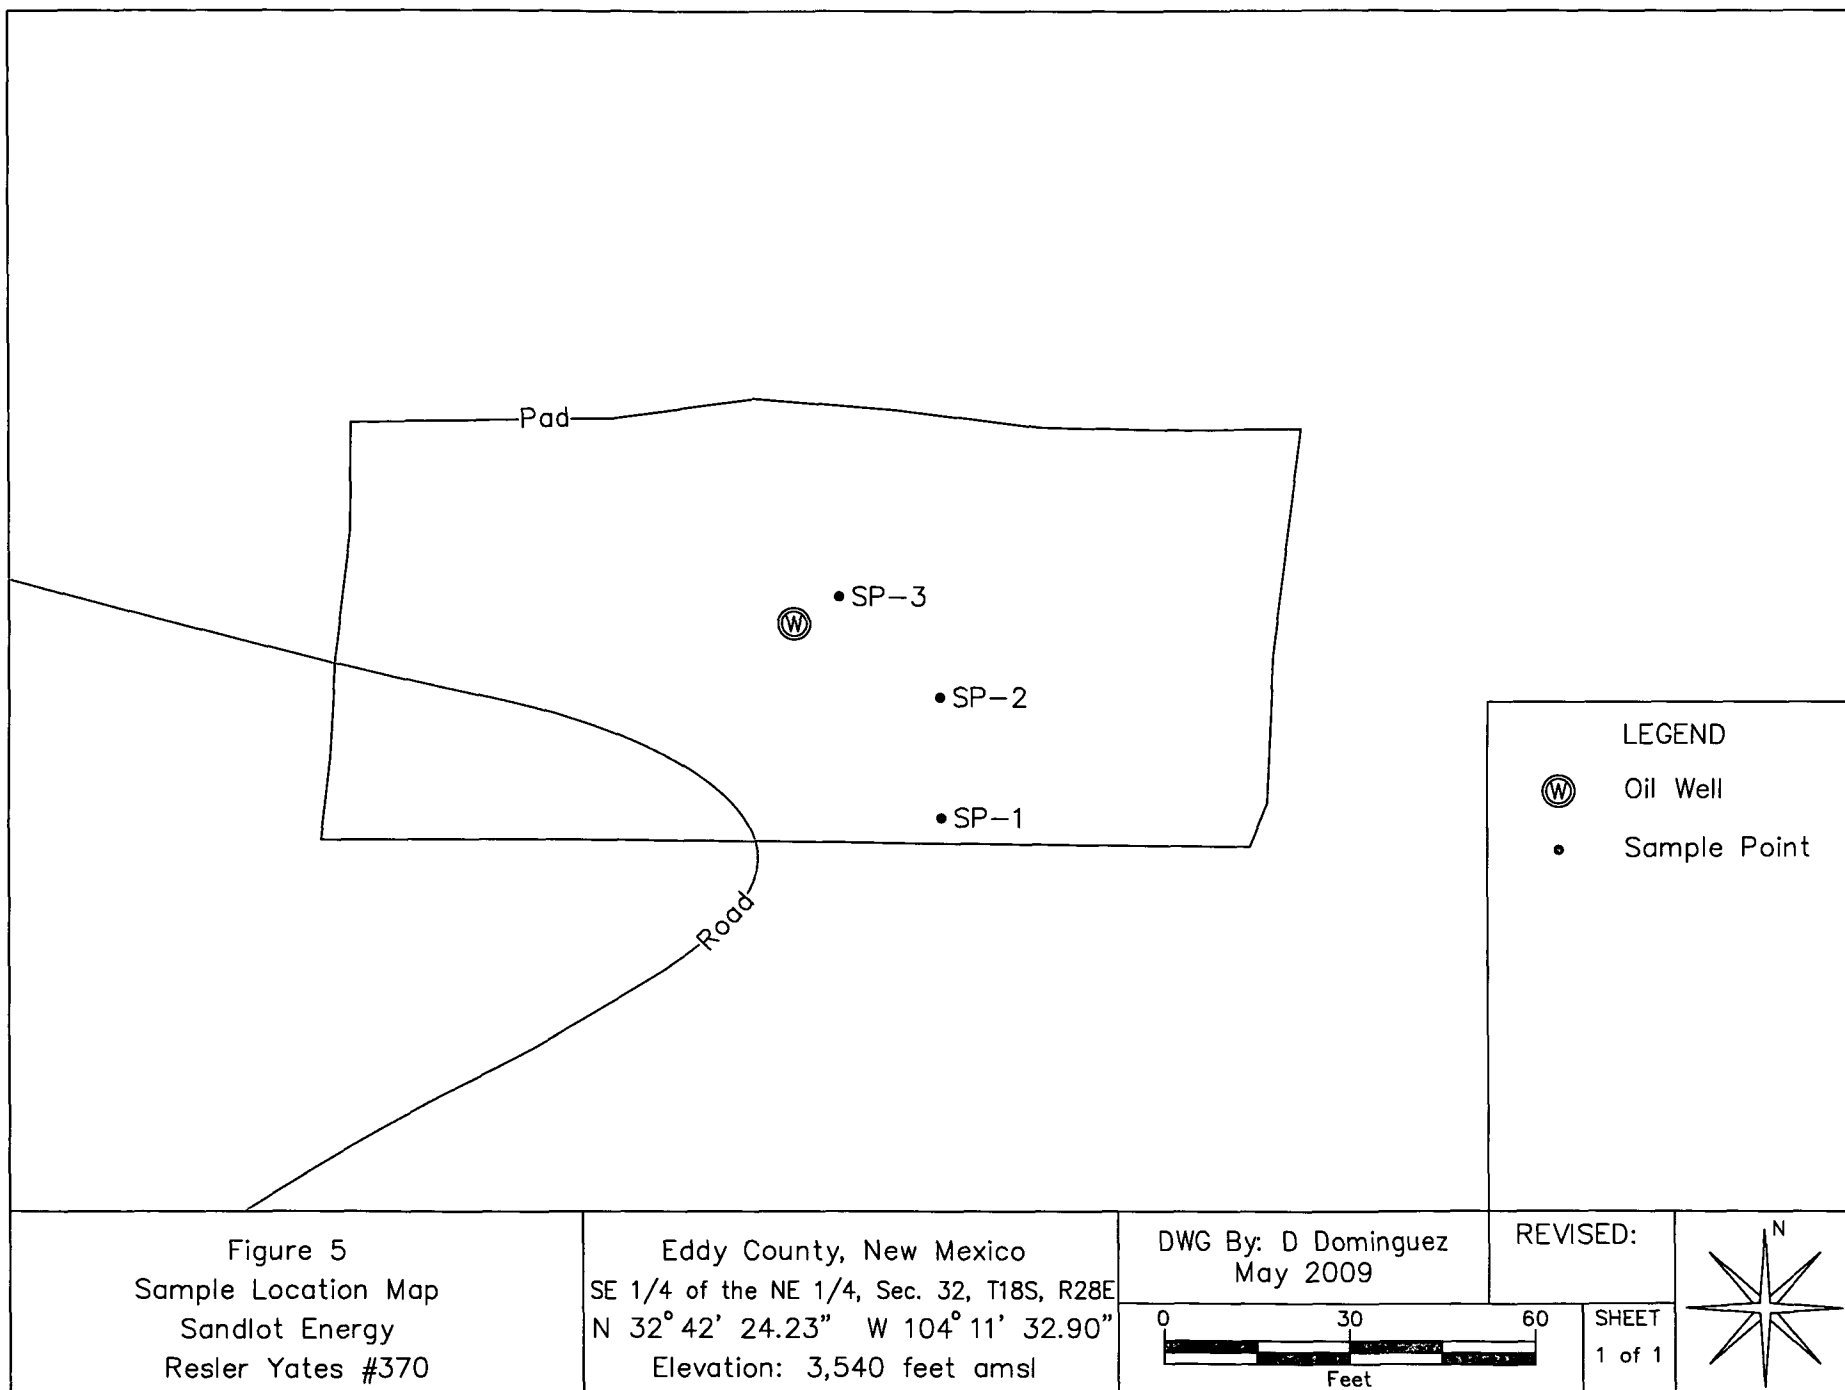 Pad
W
SP-3
SP-2
SP-1
Road
LEGEND
W Oil Well
Sample Point
Figure 5
Sample Location Map
Sandlot Energy
Resler Yates #370
Eddy County, New Mexico
SE 1/4 of the NE 1/4, Sec. 32, T18S, R28E
N 32° 42' 24.23" W 104° 11' 32.90"
Elevation: 3,540 feet amsl
DWG By: D Dominguez
May 2009
REVISED:
0 30 60
Feet
SHEET
1 of 1
N